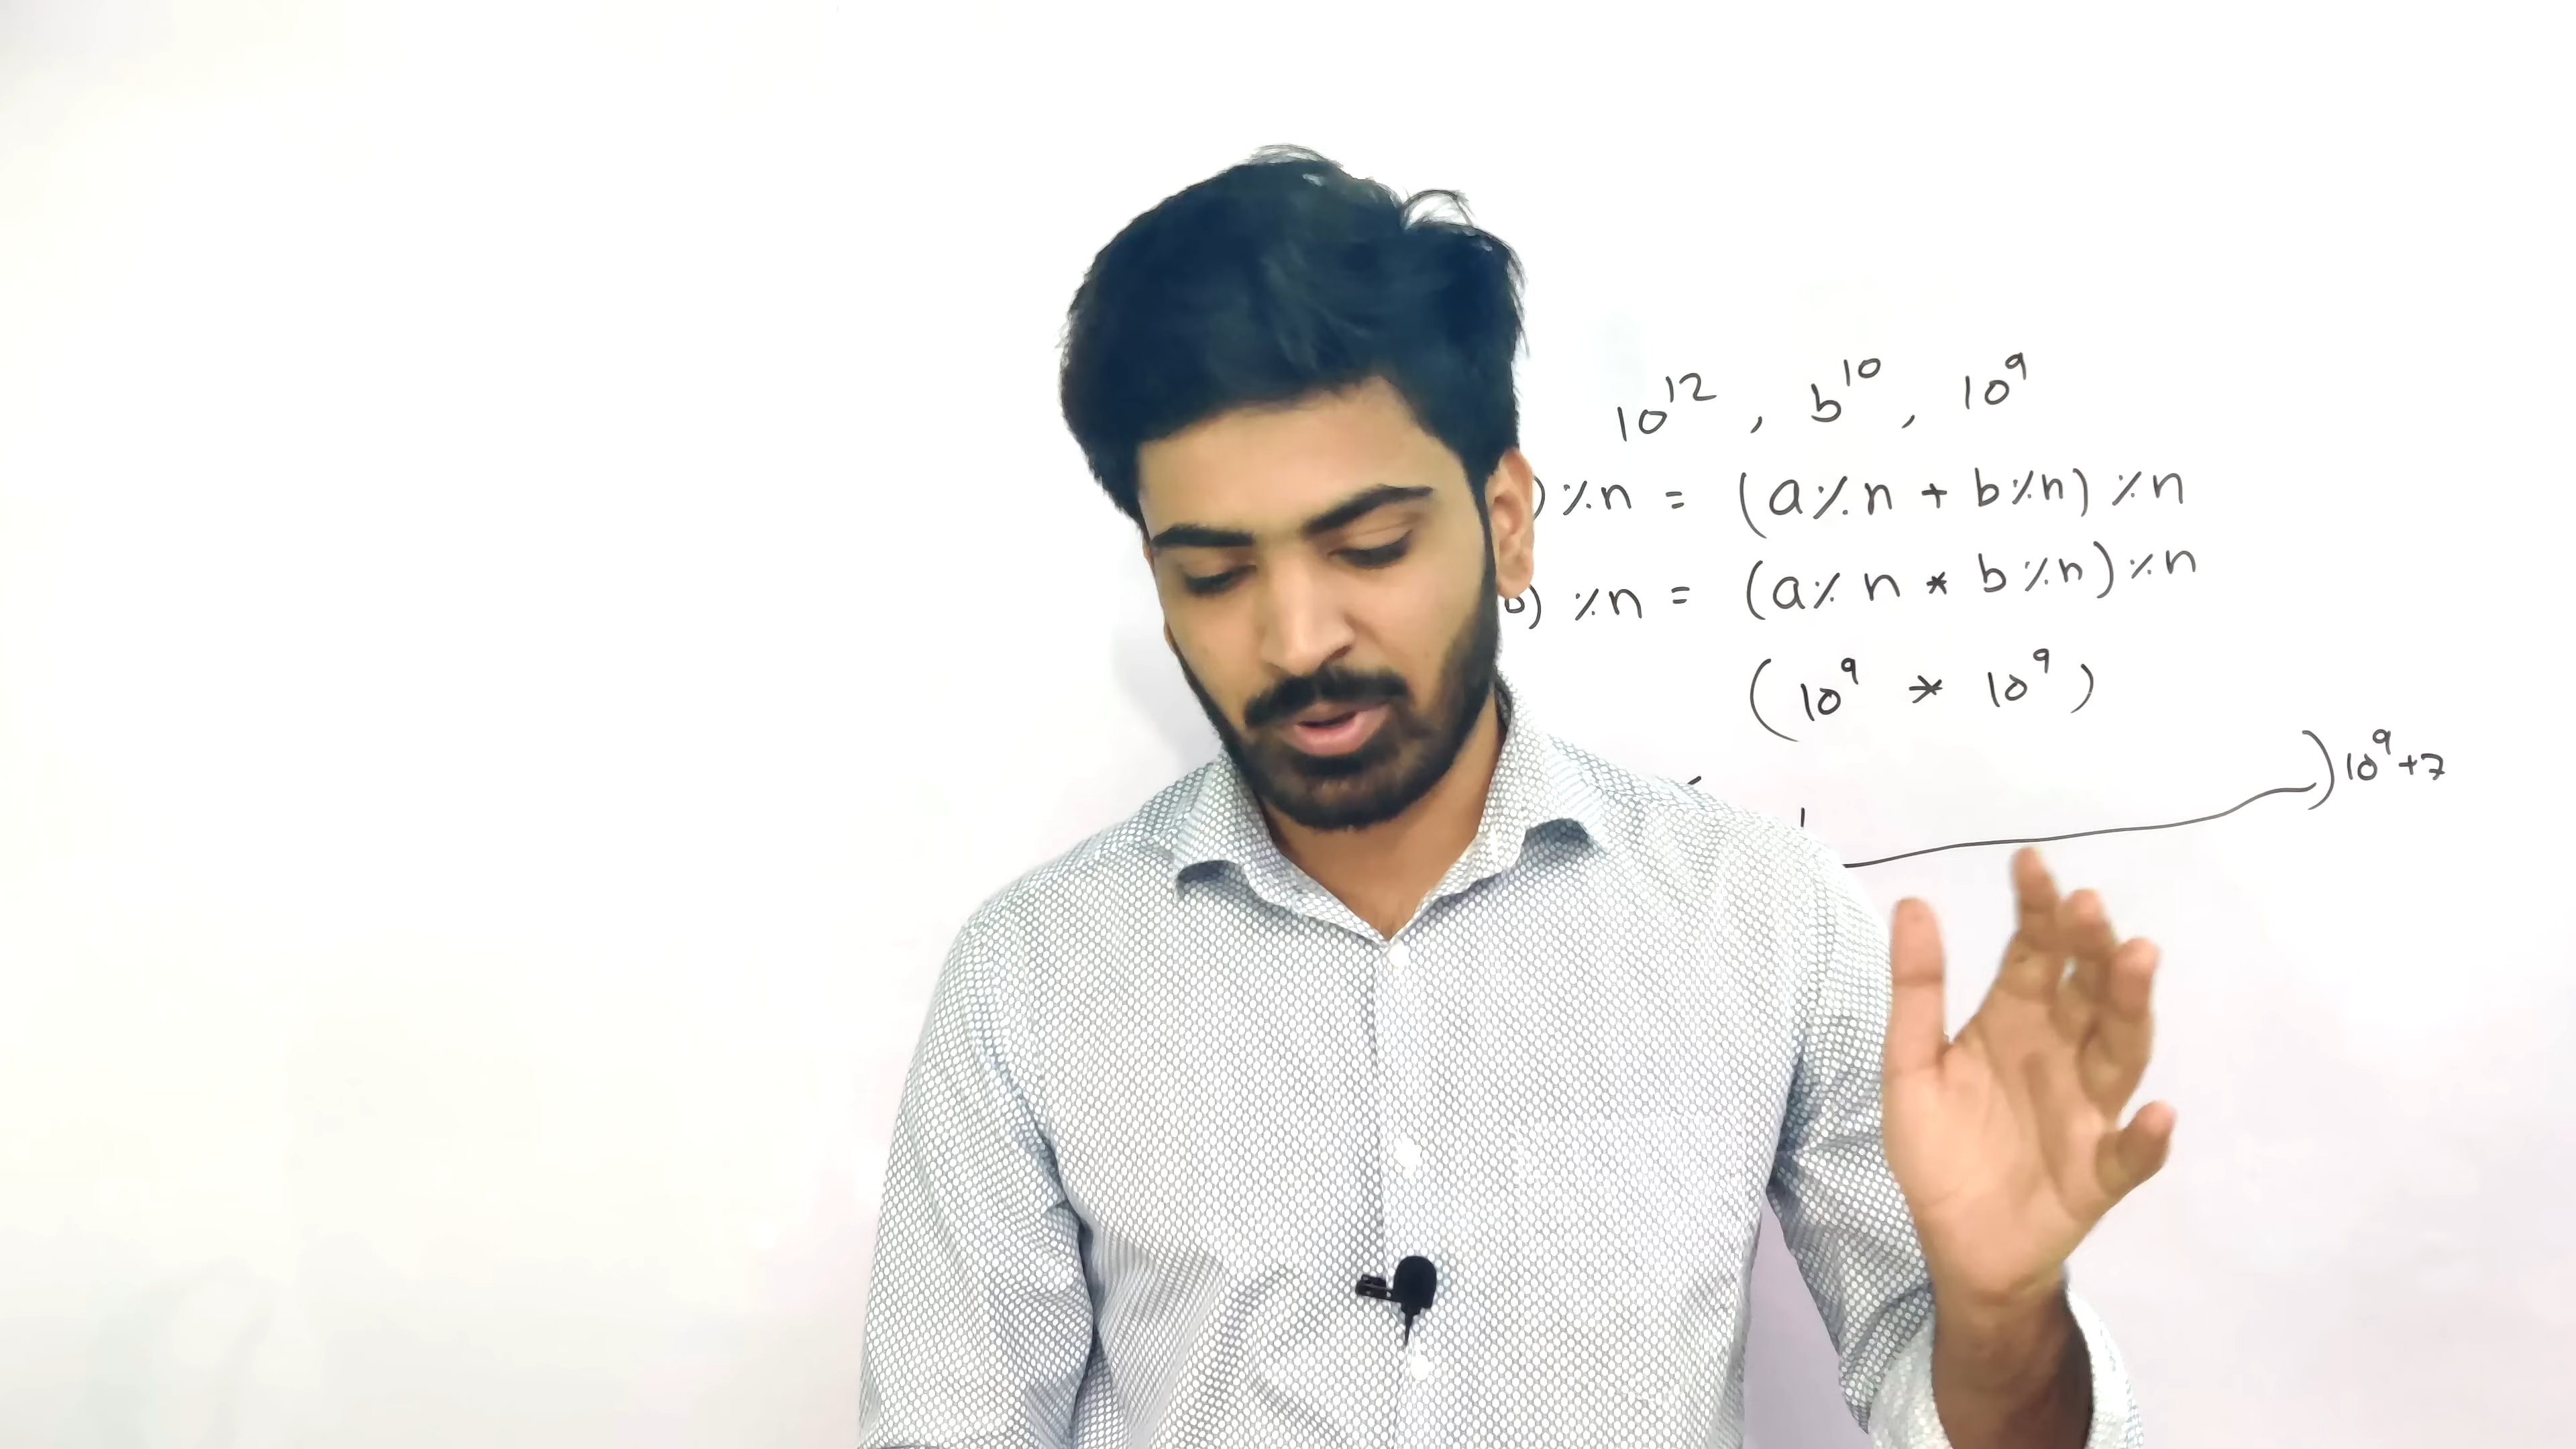 10^12 , b^10 , 10^9
) % n = (a % n + b % n) % n
b) % n = (a % n * b % n) % n
(10^9 * 10^9)
) 10^9 + 7